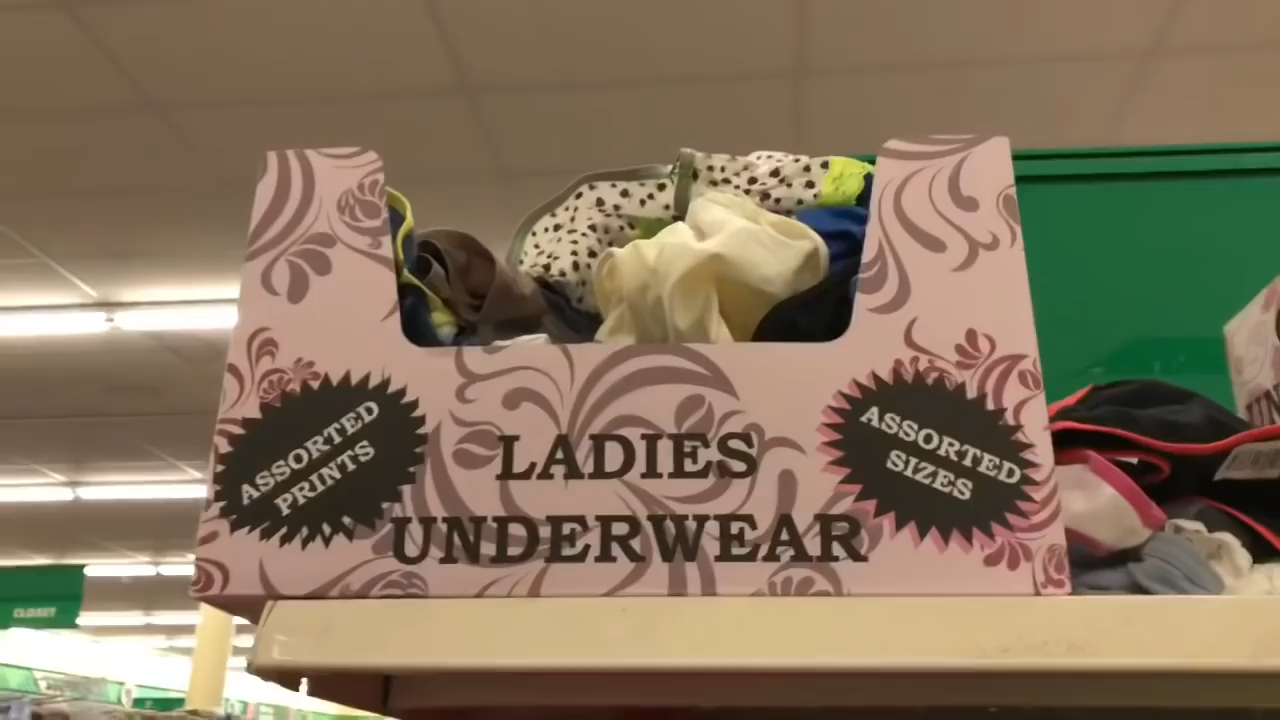 ASSORTED
PRINTS
LADIES
UNDERWEAR
ASSORTED
SIZES
CLOSET